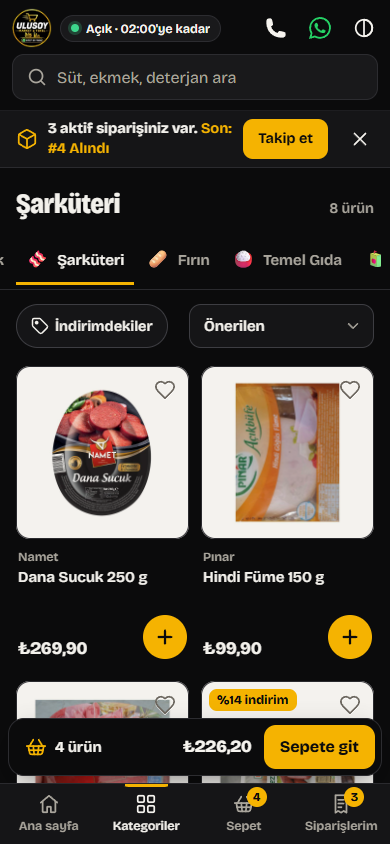 ULUSOY
Açık · 02:00'ye kadar
Süt, ekmek, deterjan ara
3 aktif siparişiniz var. Son:
#4 Alındı
Takip et
Şarküteri
8 ürün
k
Şarküteri
Fırın
Temel Gıda
İndirimdekiler
Önerilen
NAMET
Dana Sucuk
PINAR
Açıkbüfe
Hindi Füme
Namet
Dana Sucuk 250 g
₺269,90
Pınar
Hindi Füme 150 g
₺99,90
%14 indirim
4 ürün
₺226,20
Sepete git
Ana sayfa
Kategoriler
4
Sepet
3
Siparişlerim